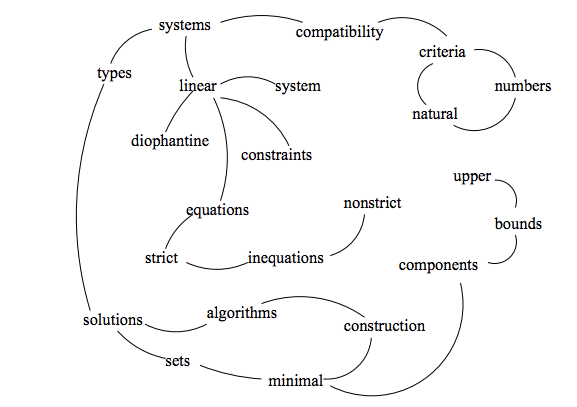 systems
compatibility
criteria
types
linear
system
numbers
natural
diophantine
constraints
upper
equations
nonstrict
bounds
strict
inequations
components
solutions
algorithms
construction
sets
minimal